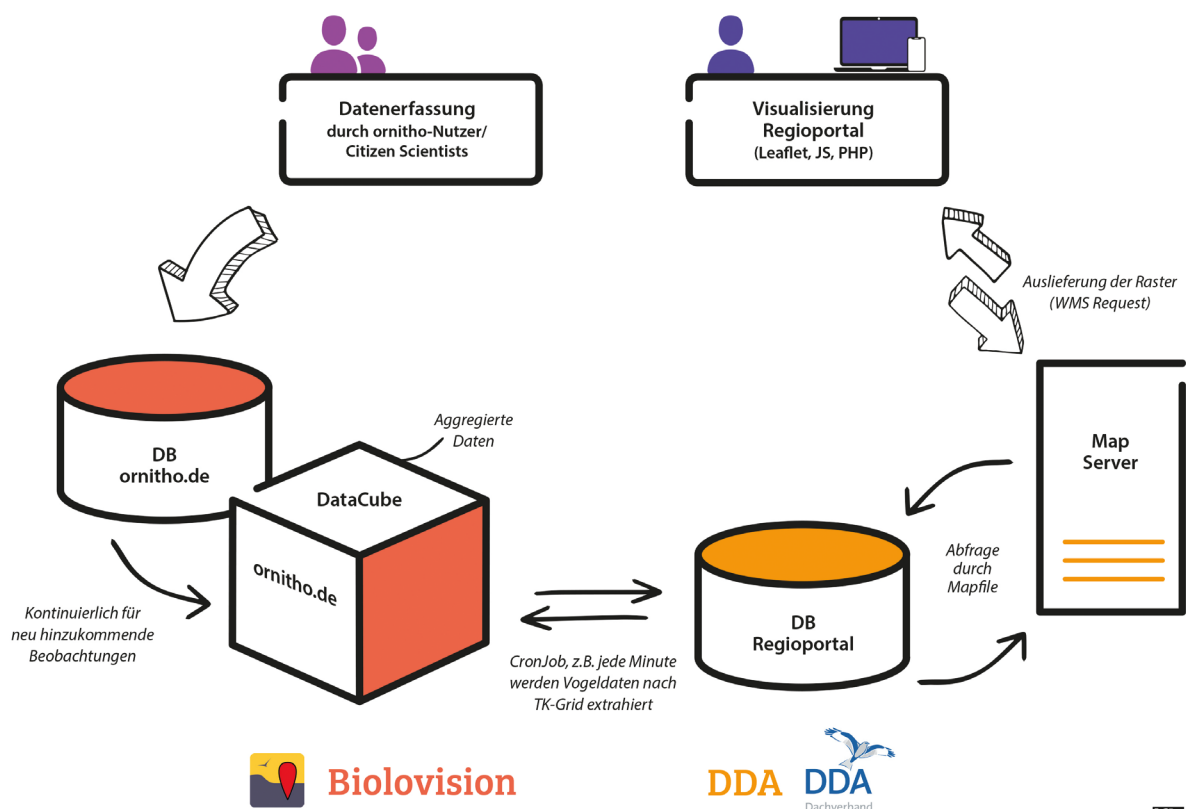 Datenerfassung
durch ornitho-Nutzer/
Citizen Scientists
Visualisierung
Regioportal
(Leaflet, JS, PHP)
Auslieferung der Raster
(WMS Request)
DB
ornitho.de
Aggregierte
Daten
DataCube
ornitho.de
Map
Server
Abfrage
durch
Mapfile
DB
Regioportal
Kontinuierlich für
neu hinzukommende
Beobachtungen
CronJob, z.B. jede Minute
werden Vogeldaten nach
TK-Grid extrahiert
Biolovision
DDA
DDA
Dachverband